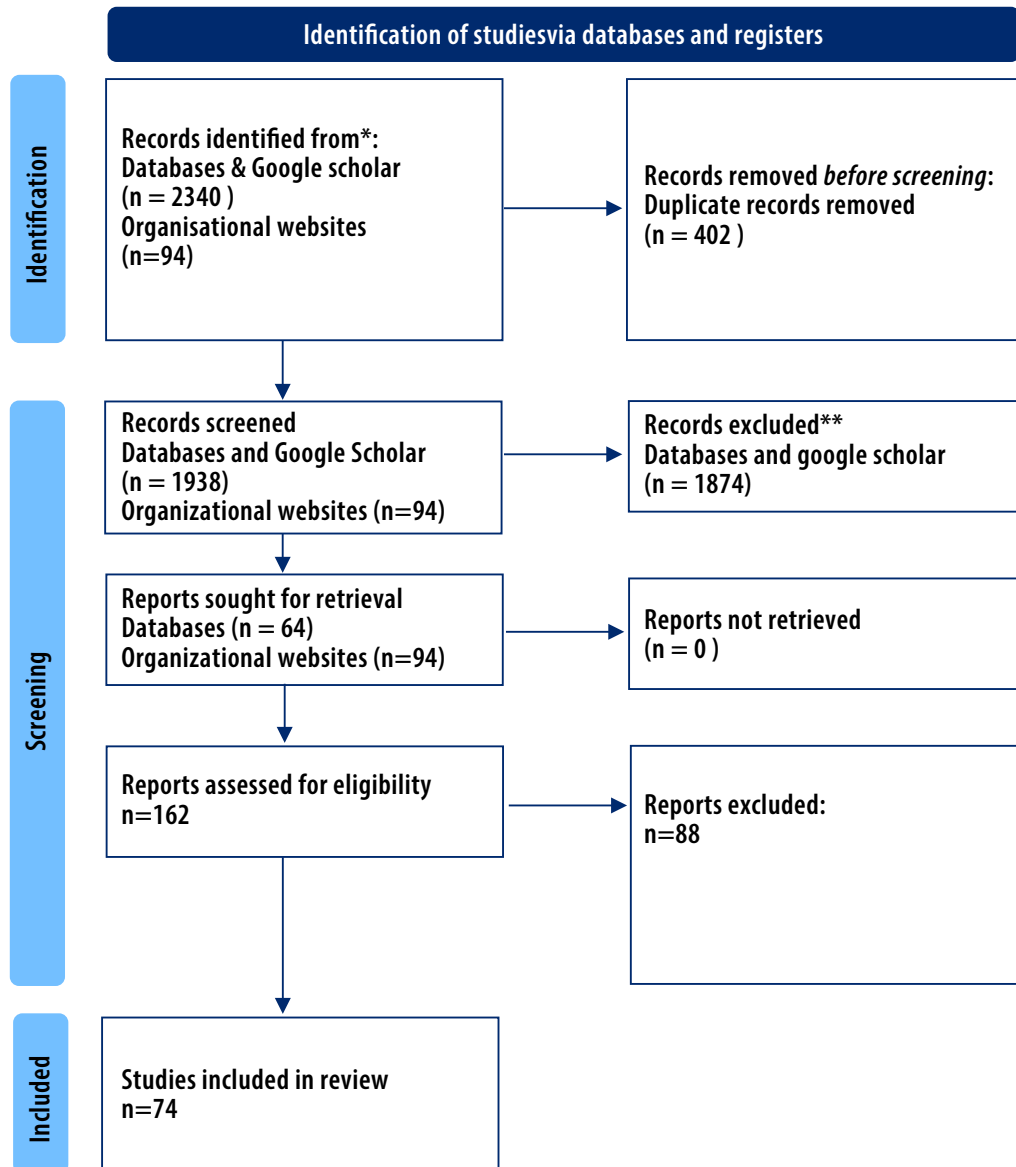 Identification of studiesvia databases and registers
Identification
Records identified from*:
Databases & Google scholar
(n = 2340 )
Organisational websites
(n=94)
Records removed before screening:
Duplicate records removed
(n = 402 )
Screening
Records screened
Databases and Google Scholar
(n = 1938)
Organizational websites (n=94)
Records excluded**
Databases and google scholar
(n = 1874)
Reports sought for retrieval
Databases (n = 64)
Organizational websites (n=94)
Reports not retrieved
(n = 0 )
Reports assessed for eligibility
n=162
Reports excluded:
n=88
Included
Studies included in review
n=74